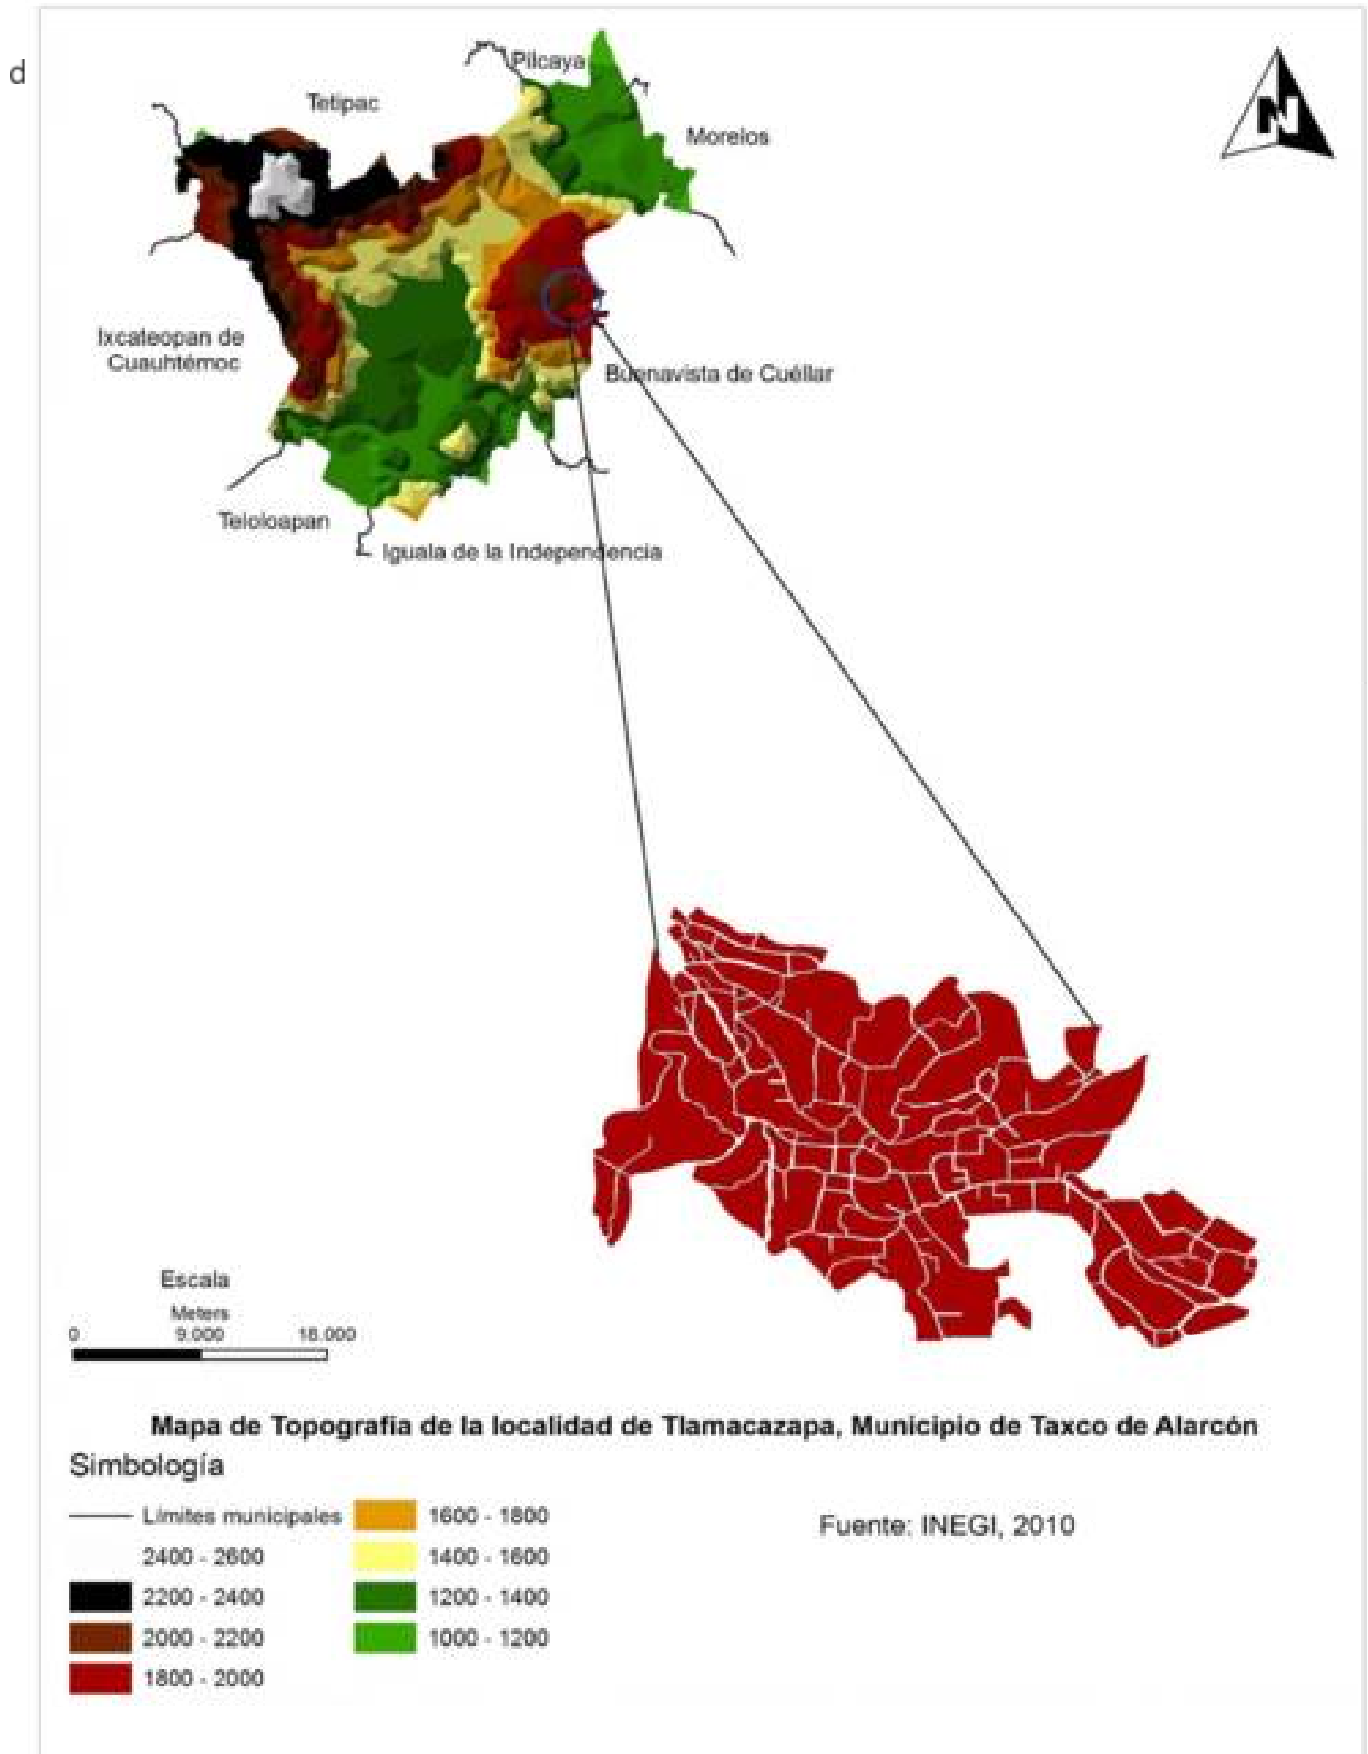 d
Pilcaya
Tetipac
Morelos
N
Ixcateopan de
Cuauhtémoc
Buenavista de Cuéllar
Teloloapan
Iguala de la Independencia
Escala
Meters
0 9.000 18.000
Mapa de Topografía de la localidad de Tlamacazapa, Municipio de Taxco de Alarcón
Simbología
Límites municipales
2400 - 2600
2200 - 2400
2000 - 2200
1800 - 2000
1600 - 1800
1400 - 1600
1200 - 1400
1000 - 1200
Fuente: INEGI, 2010